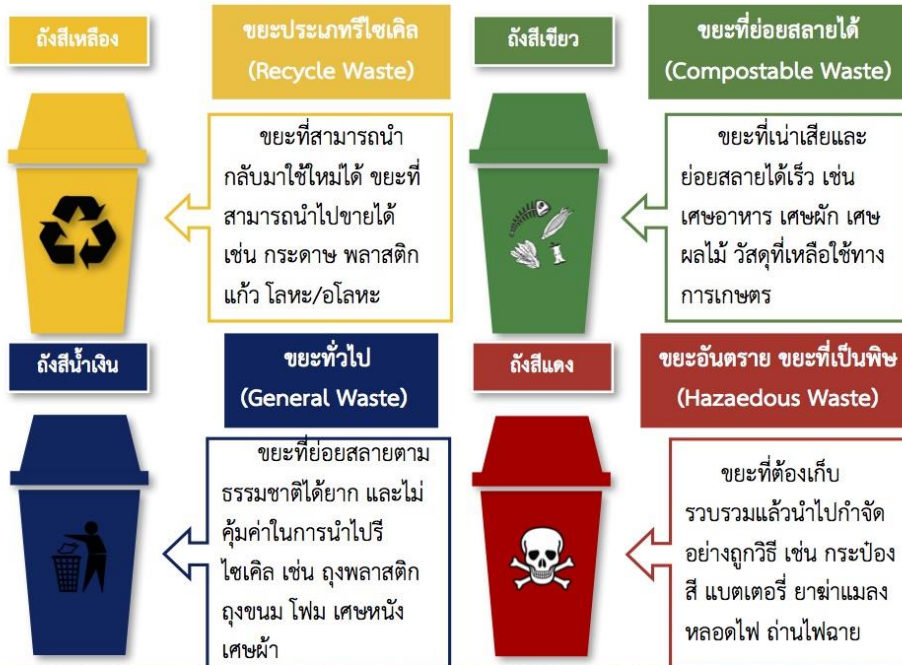 ถังสีเหลือง
ขยะประเภทรีไซเคิล
(Recycle Waste)
ขยะที่สามารถนำ
กลับมาใช้ใหม่ได้ ขยะที่
สามารถนำไปขายได้
เช่น กระดาษ พลาสติก
แก้ว โลหะ/อโลหะ
ถังสีเขียว
ขยะที่ย่อยสลายได้
(Compostable Waste)
ขยะที่เน่าเสียและ
ย่อยสลายได้เร็ว เช่น
เศษอาหาร เศษผัก เศษ
ผลไม้ วัสดุที่เหลือใช้ทาง
การเกษตร
ถังสีน้ำเงิน
ขยะทั่วไป
(General Waste)
ขยะที่ย่อยสลายตาม
ธรรมชาติได้ยาก และไม่
คุ้มค่าในการนำไปรี
ไซเคิล เช่น ถุงพลาสติก
ถุงขนม โฟม เศษหนัง
เศษผ้า
ถังสีแดง
ขยะอันตราย ขยะที่เป็นพิษ
(Hazaedous Waste)
ขยะที่ต้องเก็บ
รวบรวมแล้วนำไปกำจัด
อย่างถูกวิธี เช่น กระป๋อง
สี แบตเตอรี่ ยาฆ่าแมลง
หลอดไฟ ถ่านไฟฉาย